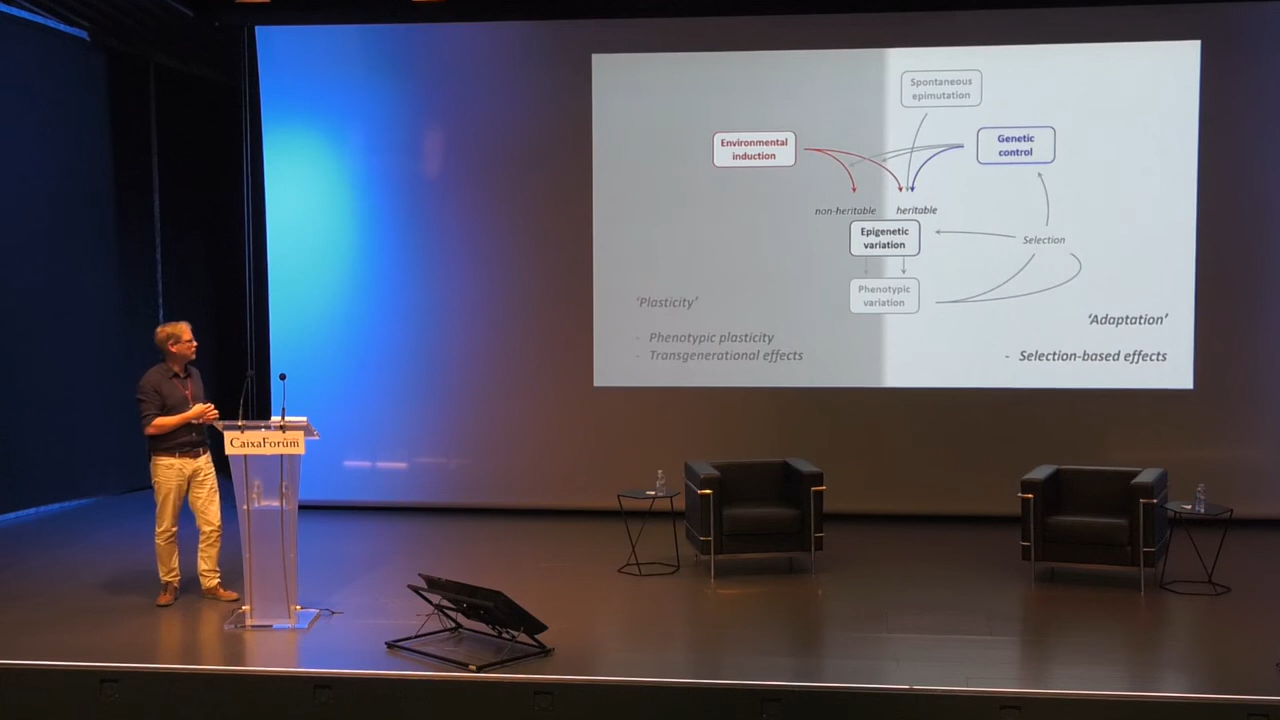 Spontaneous
epimutation
Environmental
induction
Genetic
control
non-heritable
heritable
Epigenetic
variation
Selection
Phenotypic
variation
'Plasticity'
- Phenotypic plasticity
- Transgenerational effects
'Adaptation'
- Selection-based effects
CaixaForum